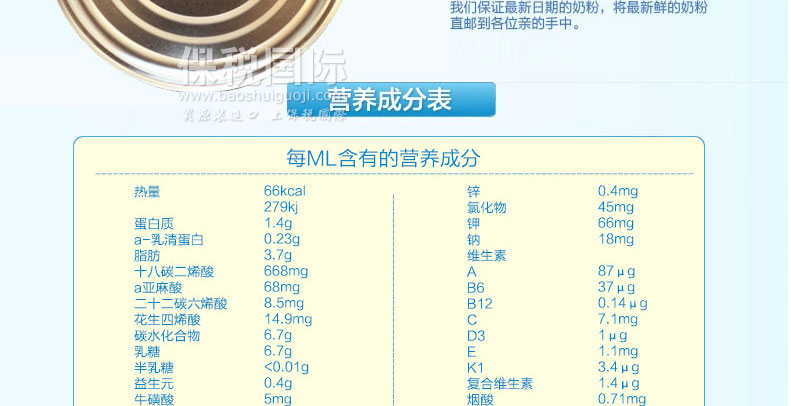 我们保证最新日期的奶粉，将最新鲜的奶粉
直邮到各位亲的手中。
保税国际
www.baoshuiguoji.com
买原装进口 上保税国际
营养成分表
每ML含有的营养成分
热量 66kcal
279kj
蛋白质 1.4g
a-乳清蛋白 0.23g
脂肪 3.7g
十八碳二烯酸 668mg
a亚麻酸 68mg
二十二碳六烯酸 8.5mg
花生四烯酸 14.9mg
碳水化合物 6.7g
乳糖 6.7g
半乳糖 <0.01g
益生元 0.4g
牛磺酸 5mg
锌 0.4mg
氯化物 45mg
钾 66mg
钠 18mg
维生素
A 87μg
B6 37μg
B12 0.14μg
C 7.1mg
D3 1μg
E 1.1mg
K1 3.4μg
复合维生素 1.4μg
烟酸 0.71mg